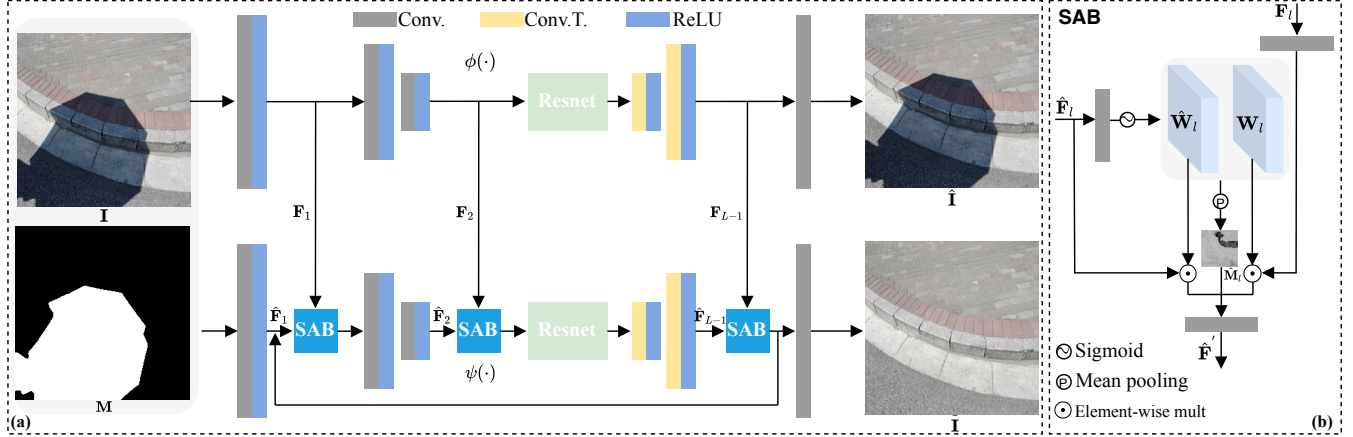 Conv.
Conv.T.
ReLU
I
ϕ(·)
Resnet
F₁
F₂
F_{L−1}
Î
M
F̂₁
SAB
F̂₂
SAB
ψ(·)
Resnet
F̂_{L−1}
SAB
Ĩ
(a)
SAB
F_l
F̂_l
Ŵ_l
W_l
P
M̂_l
F̂′
Sigmoid
P Mean pooling
Element-wise mult
(b)